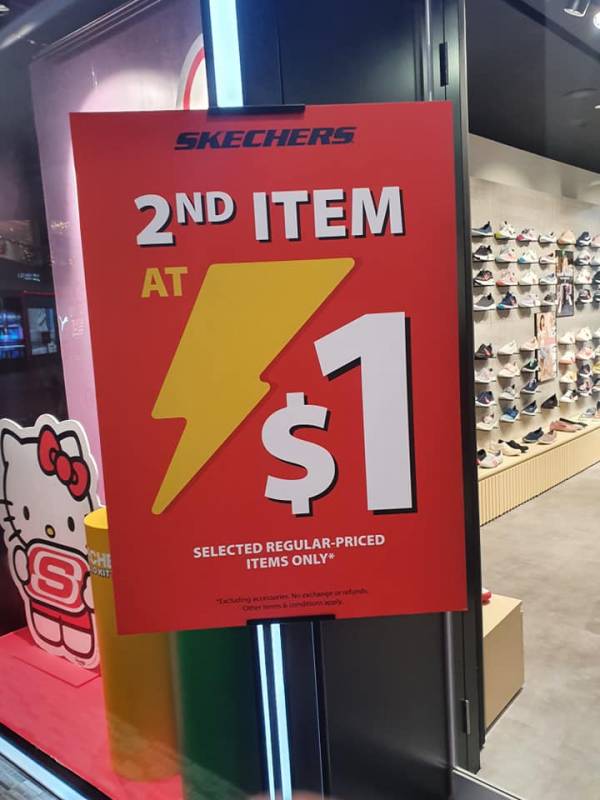 SKECHERS
2ND ITEM
AT
$1
SELECTED REGULAR-PRICED
ITEMS ONLY*
*Excluding accessories. No exchange or refunds.
Other terms & conditions apply.
S